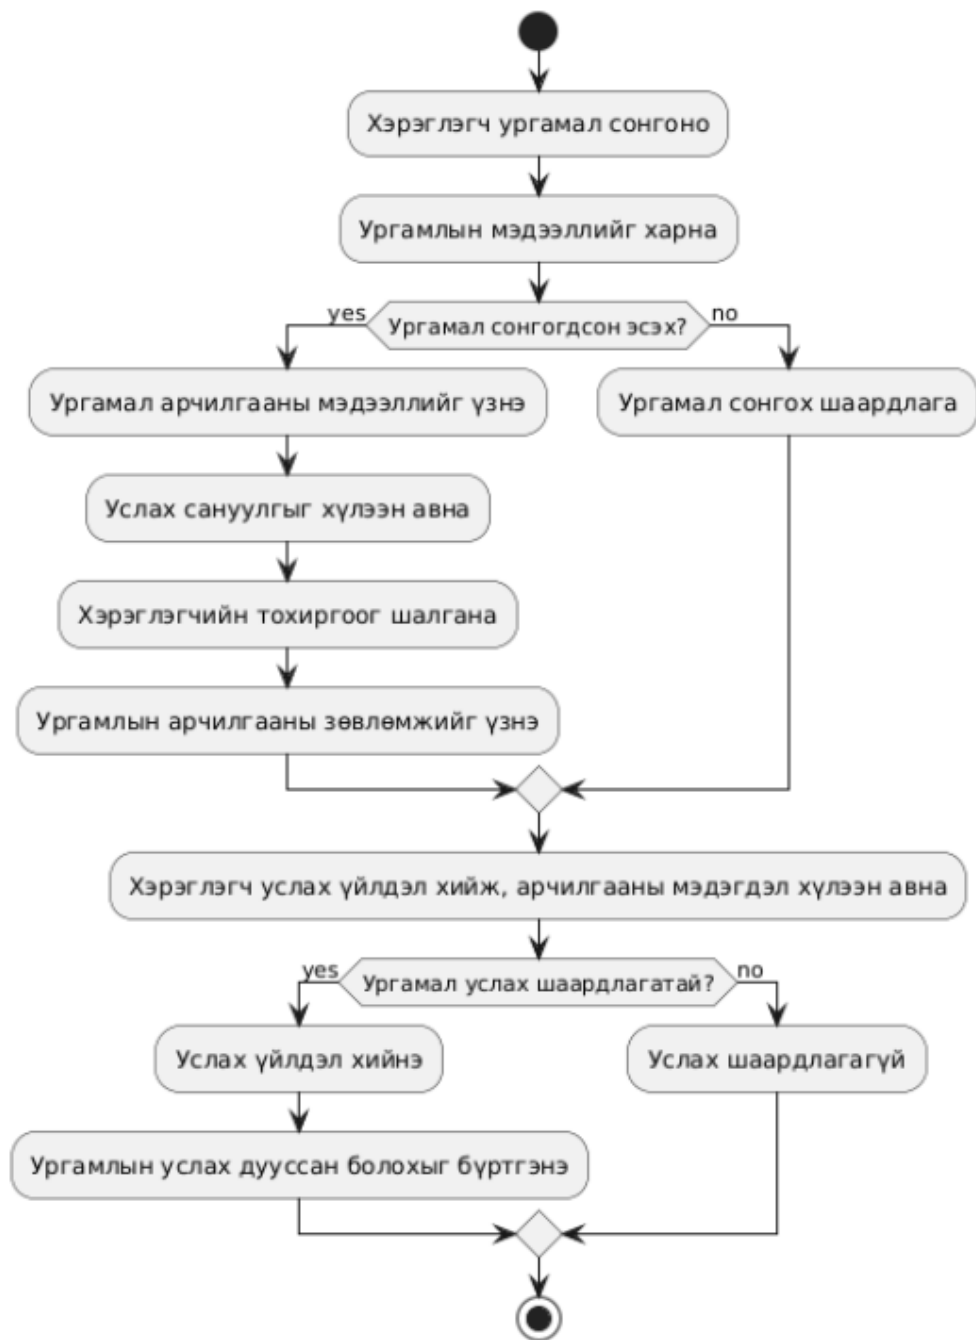 Хэрэглэгч ургамал сонгоно
Ургамлын мэдээллийг харна
yes
Ургамал сонгогдсон эсэх?
no
Ургамал арчилгааны мэдээллийг үзнэ
Ургамал сонгох шаардлага
Услах сануулгыг хүлээн авна
Хэрэглэгчийн тохиргоог шалгана
Ургамлын арчилгааны зөвлөмжийг үзнэ
Хэрэглэгч услах үйлдэл хийж, арчилгааны мэдэгдэл хүлээн авна
yes
Ургамал услах шаардлагатай?
no
Услах үйлдэл хийнэ
Услах шаардлагагүй
Ургамлын услах дууссан болохыг бүртгэнэ